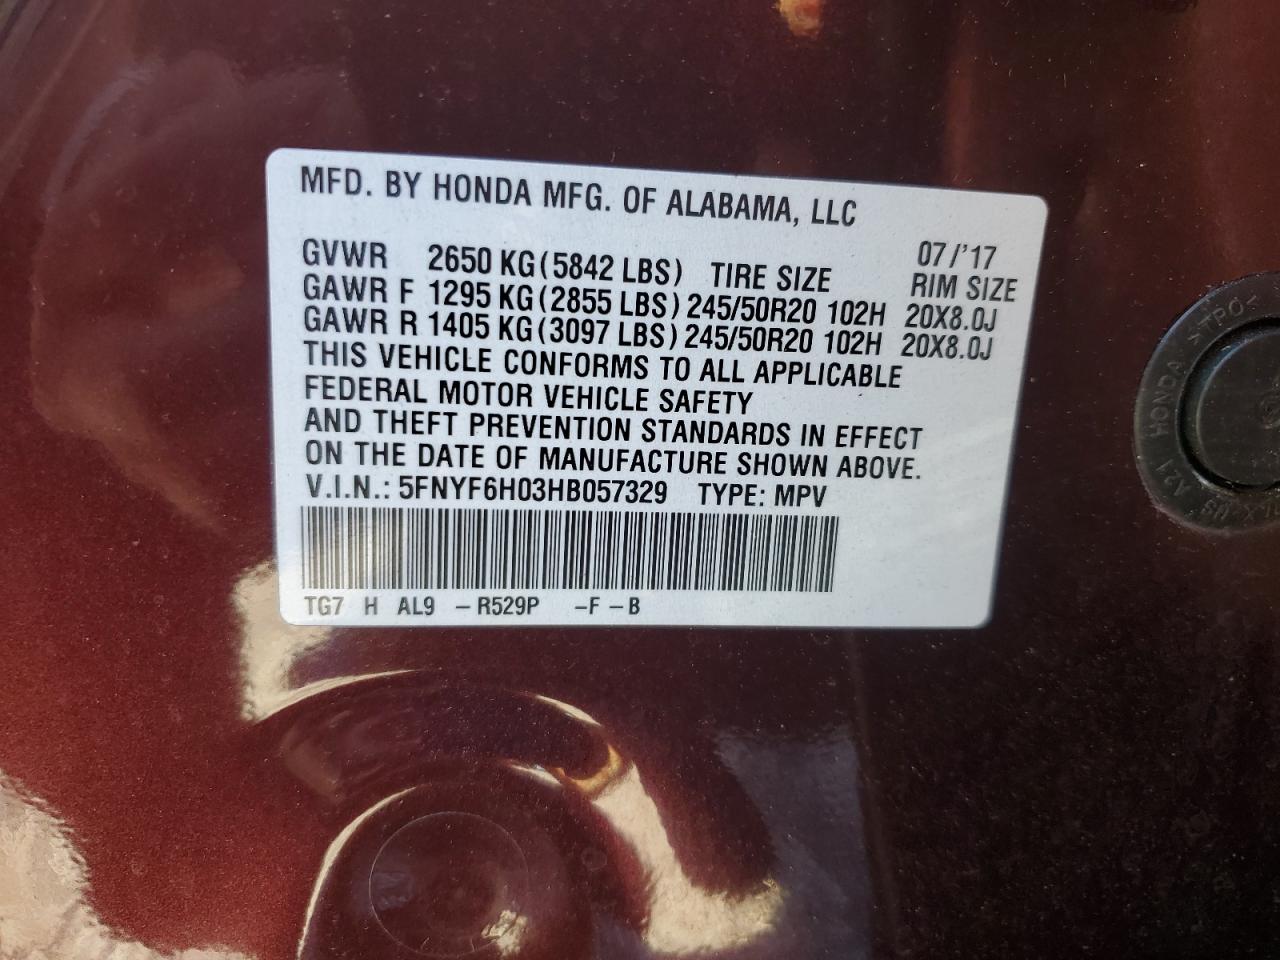 MFD. BY HONDA MFG. OF ALABAMA, LLC
07/'17
GVWR 2650 KG(5842 LBS) TIRE SIZE RIM SIZE
GAWR F 1295 KG(2855 LBS) 245/50R20 102H 20X8.0J
GAWR R 1405 KG(3097 LBS) 245/50R20 102H 20X8.0J
THIS VEHICLE CONFORMS TO ALL APPLICABLE
FEDERAL MOTOR VEHICLE SAFETY
AND THEFT PREVENTION STANDARDS IN EFFECT
ON THE DATE OF MANUFACTURE SHOWN ABOVE.
V.I.N.: 5FNYF6H03HB057329 TYPE: MPV
TG7 H AL9 -R529P -F-B
HONDA >TPO<